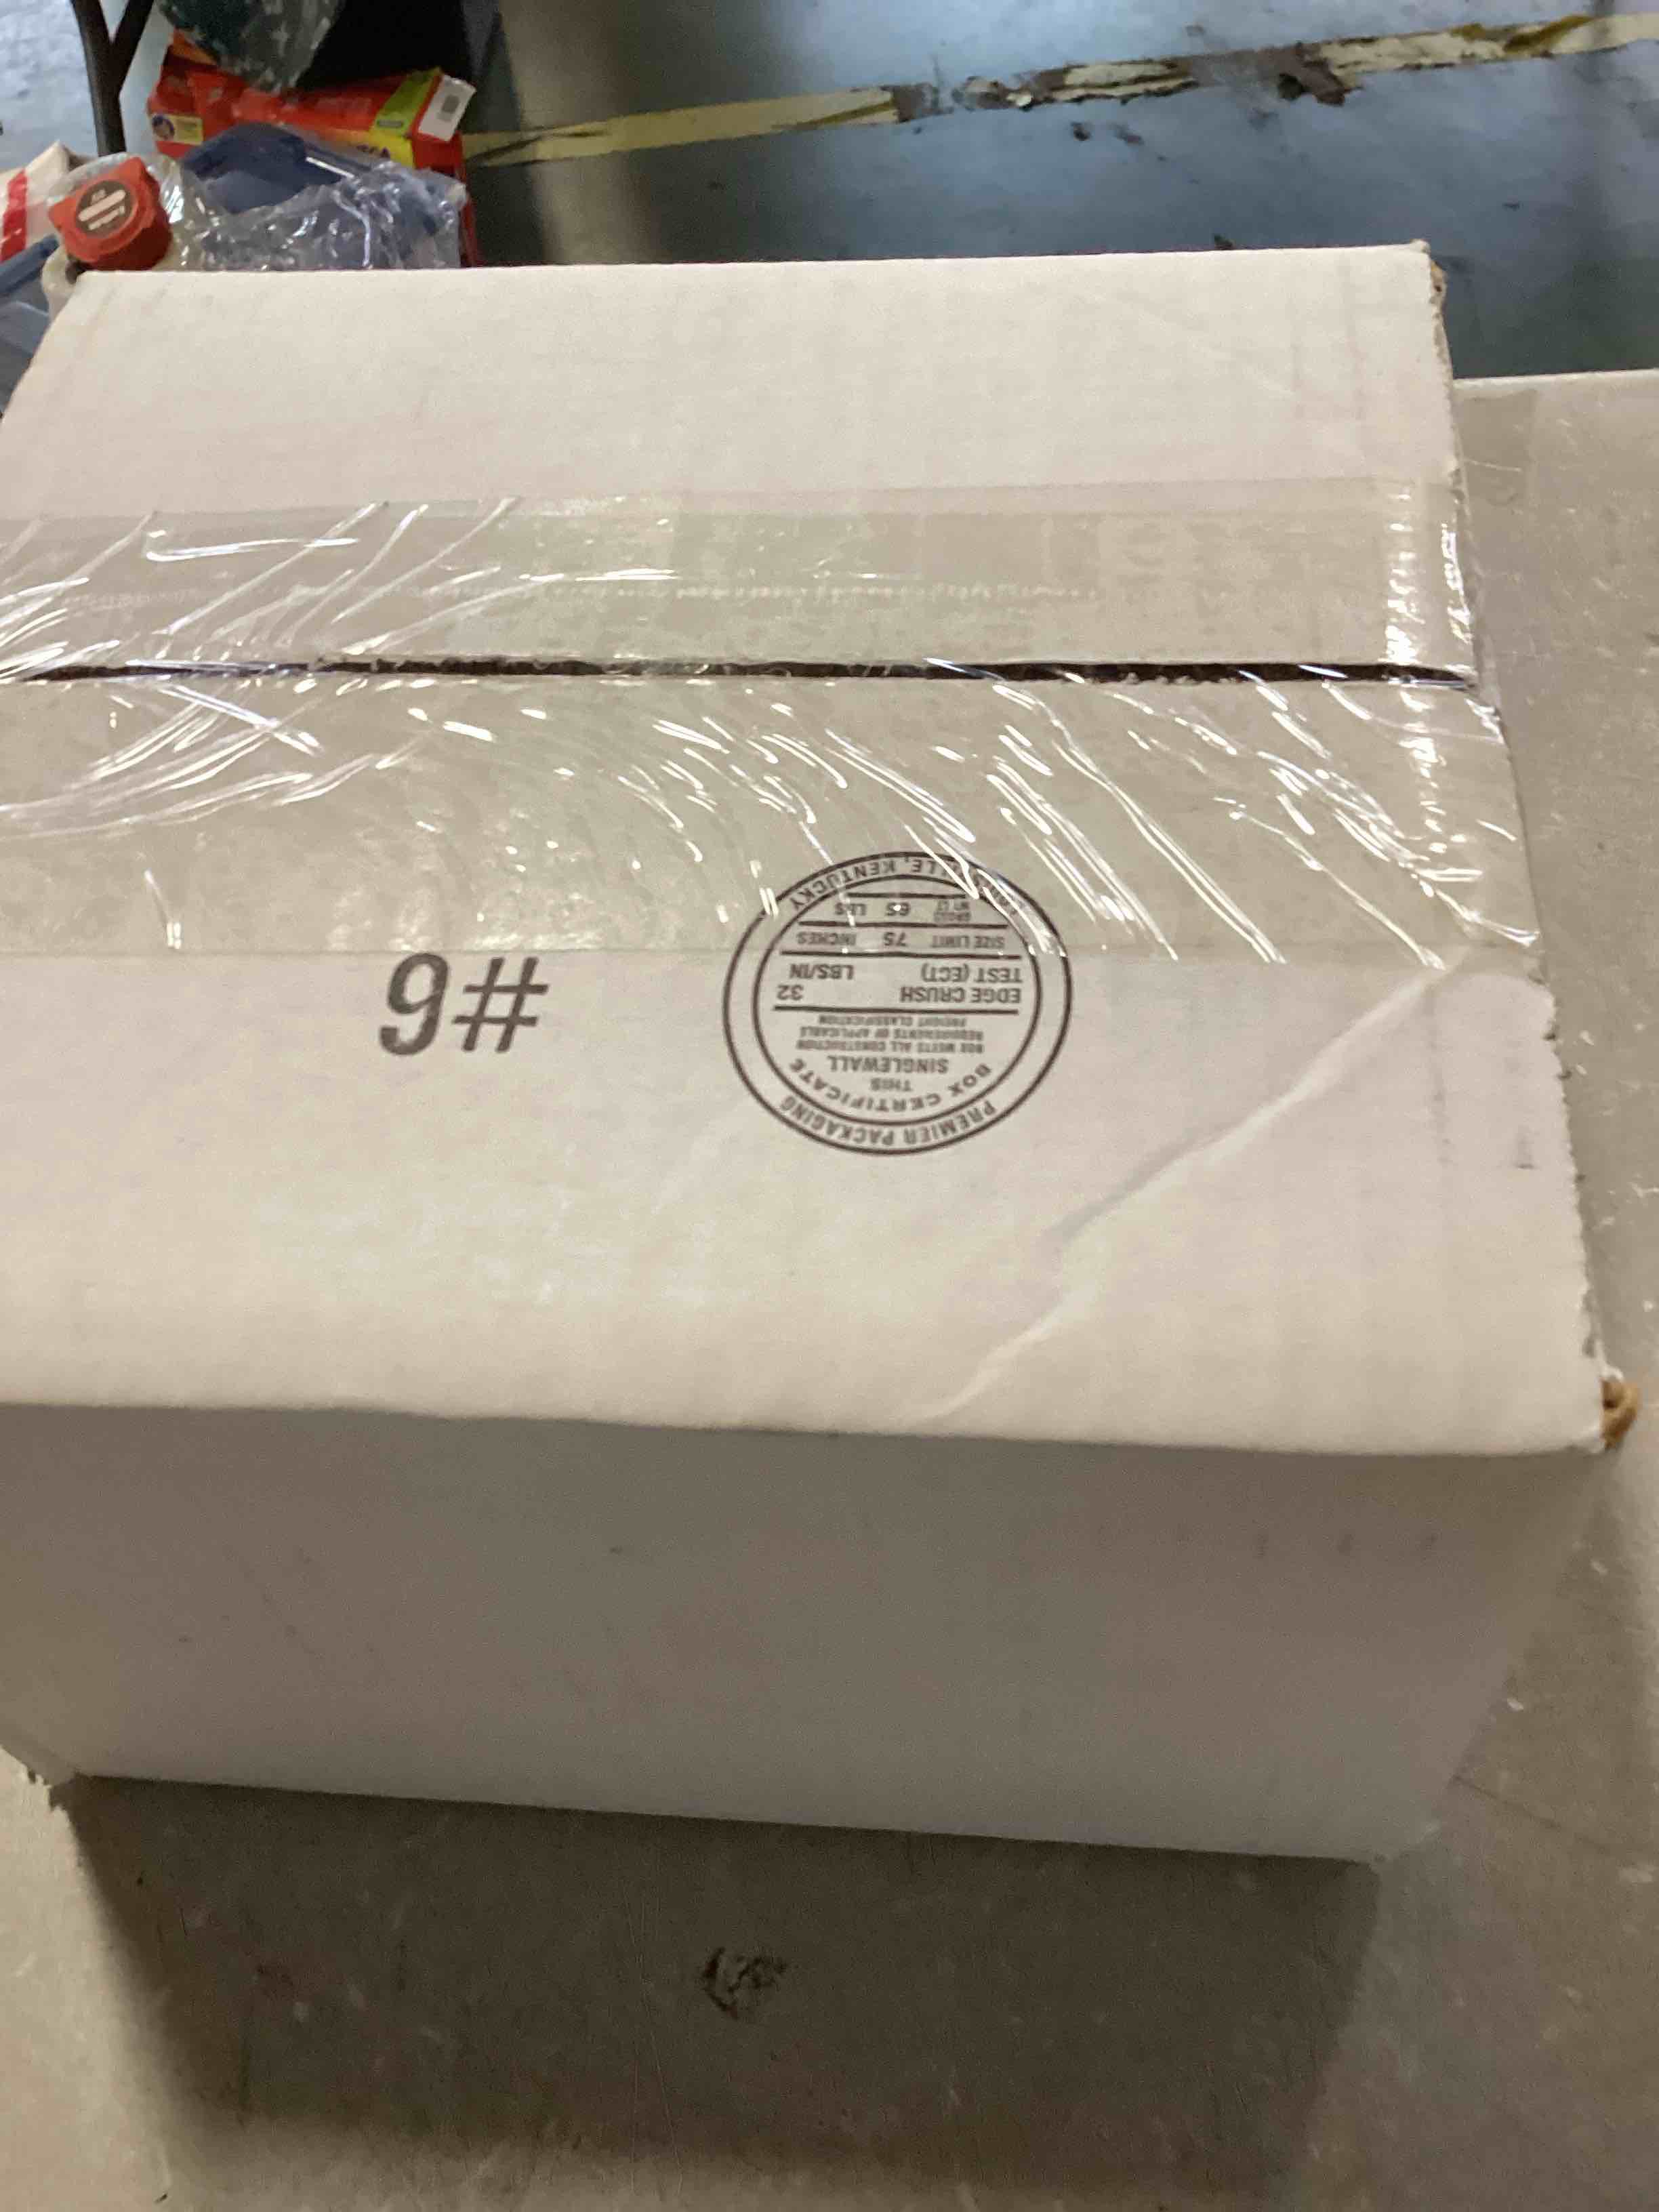 PREMIER PACKAGING
BOX CERTIFICATE
THIS
SINGLEWALL
BOX MEETS ALL CONSTRUCTION
REQUIREMENTS OF APPLICABLE
FREIGHT CLASSIFICATION
EDGE CRUSH 32
TEST (ECT) LBS/IN
SIZE LIMIT 75 INCHES
GROSS WT LT 65 LBS
KENTUCKY
#6